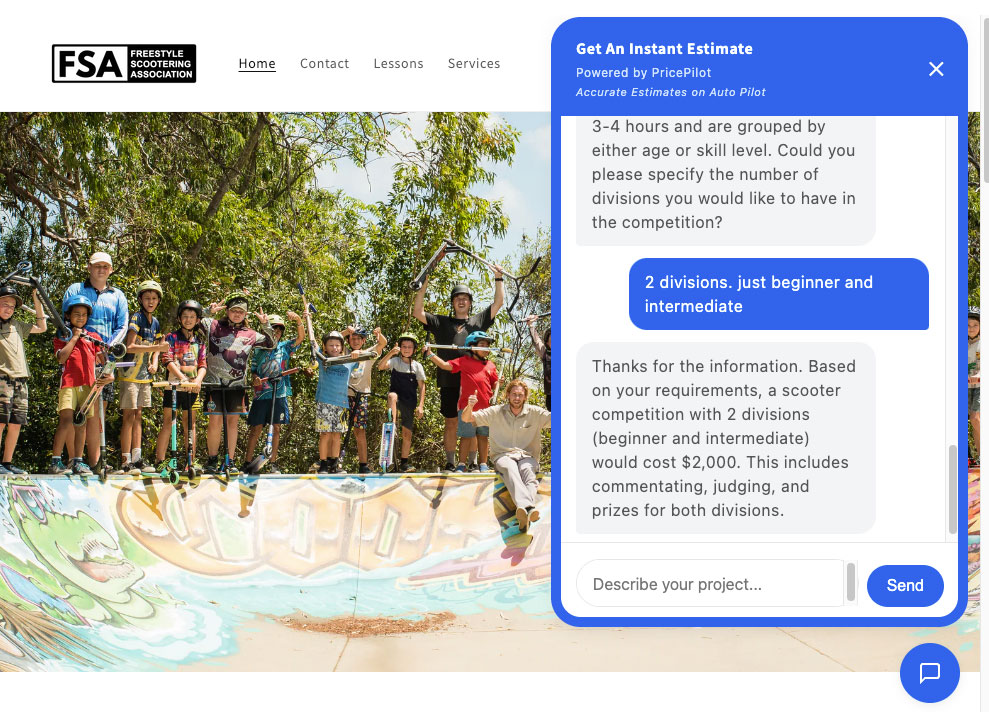 FSA FREESTYLE
SCOOTERING
ASSOCIATION
Home Contact Lessons Services
Get An Instant Estimate
Powered by PricePilot
Accurate Estimates on Auto Pilot
3-4 hours and are grouped by
either age or skill level. Could you
please specify the number of
divisions you would like to have in
the competition?
2 divisions. just beginner and
intermediate
Thanks for the information. Based
on your requirements, a scooter
competition with 2 divisions
(beginner and intermediate)
would cost $2,000. This includes
commentating, judging, and
prizes for both divisions.
Describe your project...
Send